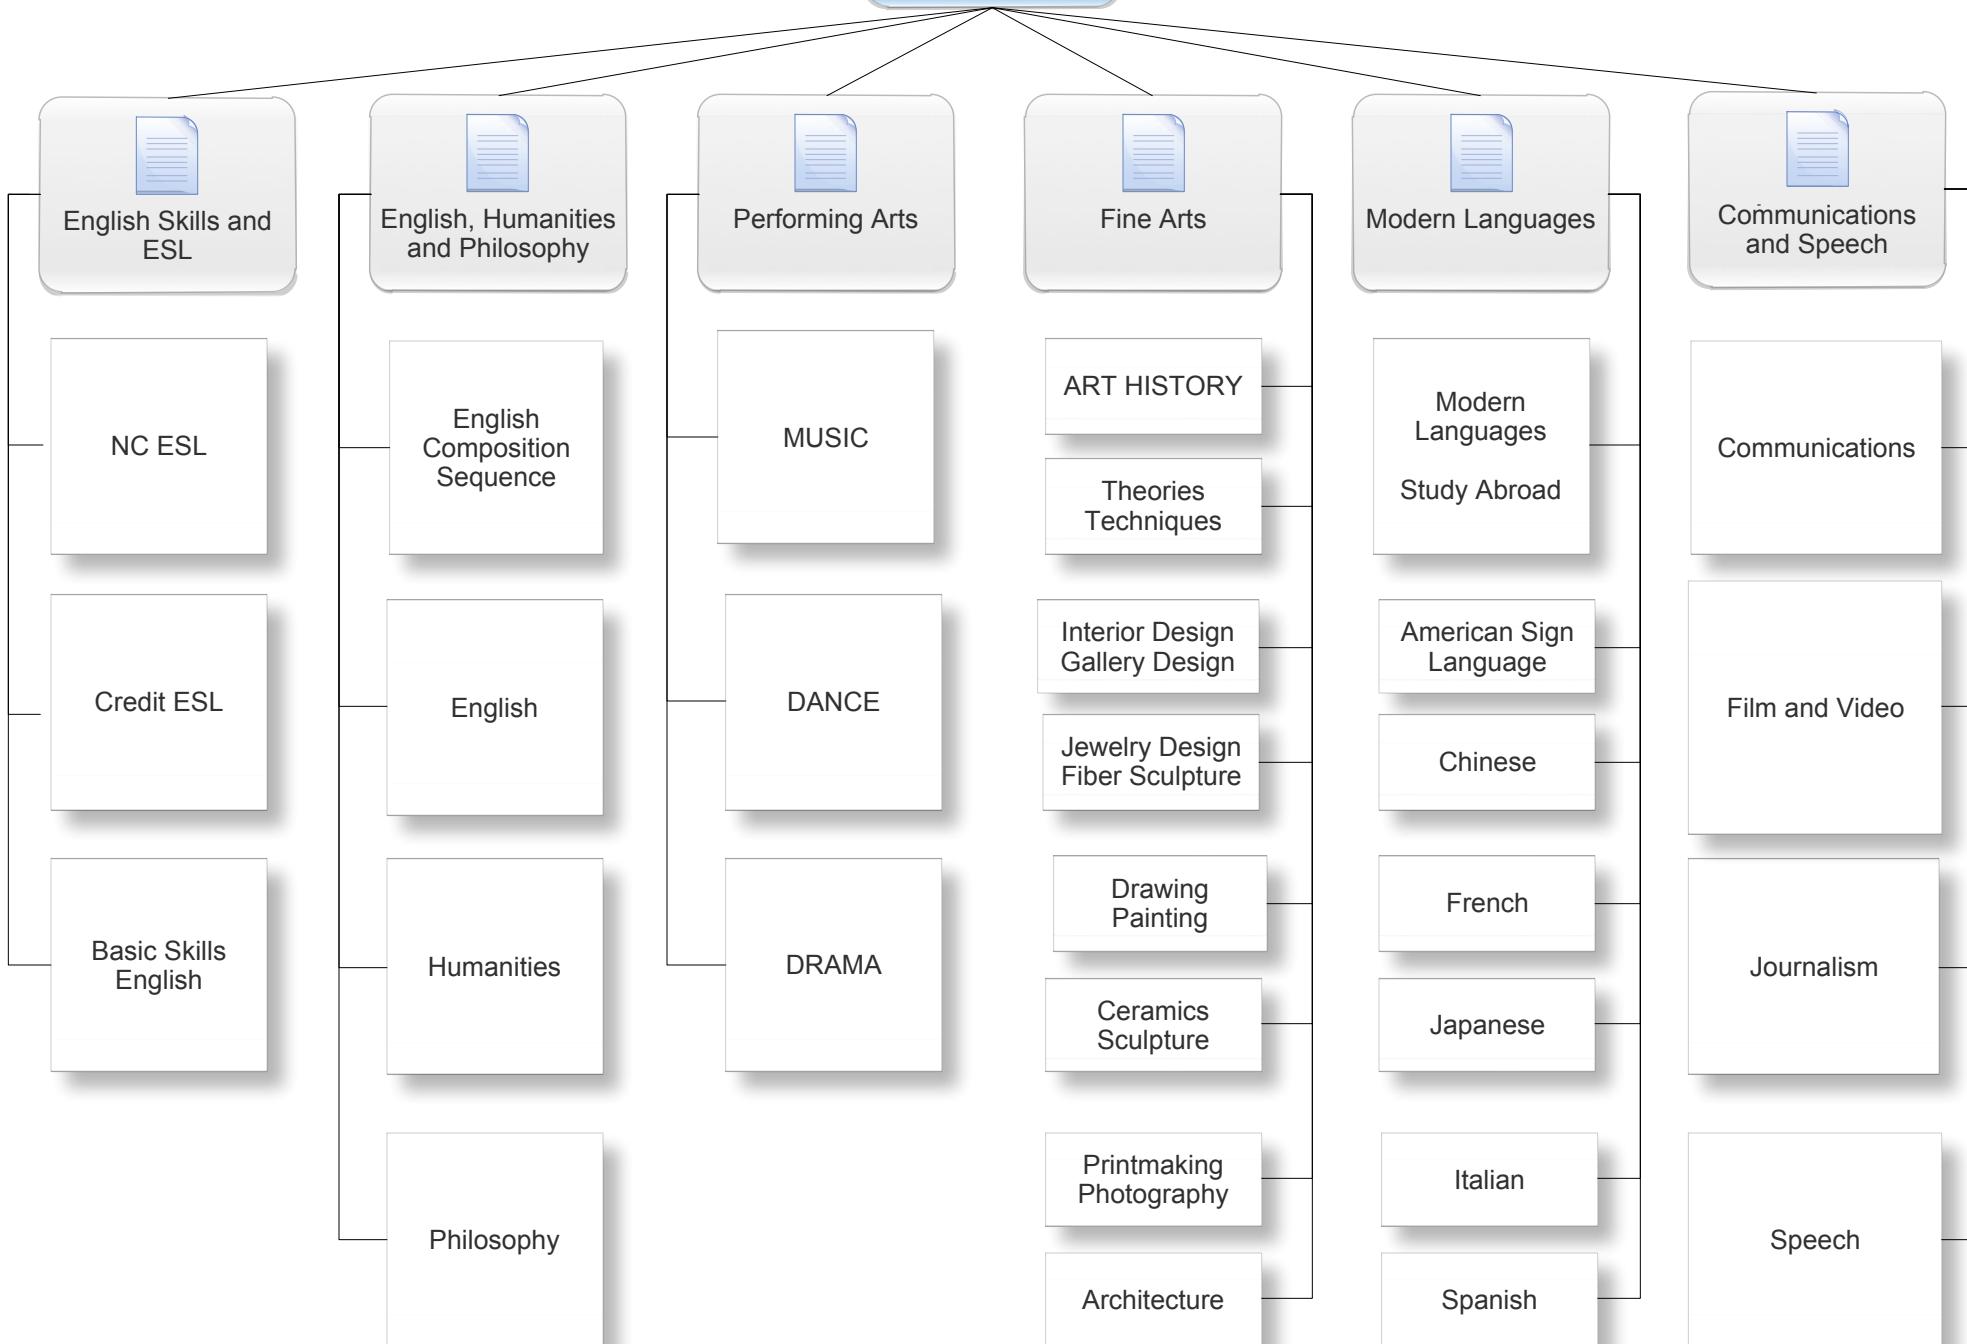 English Skills and
ESL
English, Humanities
and Philosophy
Performing Arts
Fine Arts
Modern Languages
Communications
and Speech
NC ESL
Credit ESL
Basic Skills
English
English
Composition
Sequence
English
Humanities
Philosophy
MUSIC
DANCE
DRAMA
ART HISTORY
Theories
Techniques
Interior Design
Gallery Design
Jewelry Design
Fiber Sculpture
Drawing
Painting
Ceramics
Sculpture
Printmaking
Photography
Architecture
Modern
Languages
Study Abroad
American Sign
Language
Chinese
French
Japanese
Italian
Spanish
Communications
Film and Video
Journalism
Speech